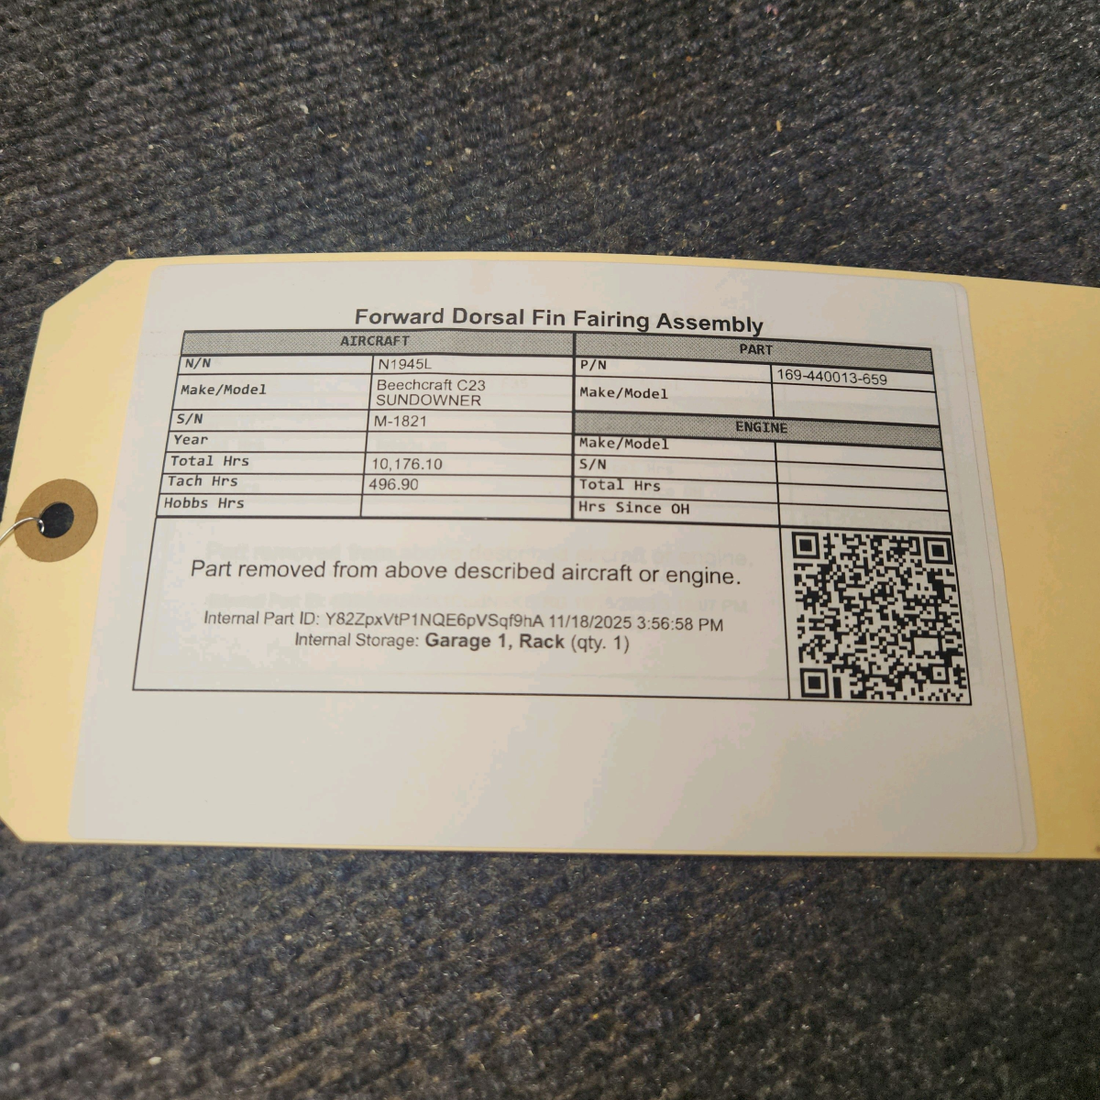 Forward Dorsal Fin Fairing Assembly
AIRCRAFT
N/N N1945L
Make/Model Beechcraft C23
SUNDOWNER
S/N M-1821
Year
Total Hrs 10,176.10
Tach Hrs 496.90
Hobbs Hrs
PART
P/N 169-440013-659
Make/Model
ENGINE
Make/Model
S/N
Total Hrs
Hrs Since OH
Part removed from above described aircraft or engine.
Internal Part ID: Y82ZpxVtP1NQE6pVSqf9hA 11/18/2025 3:56:58 PM
Internal Storage: Garage 1, Rack (qty. 1)